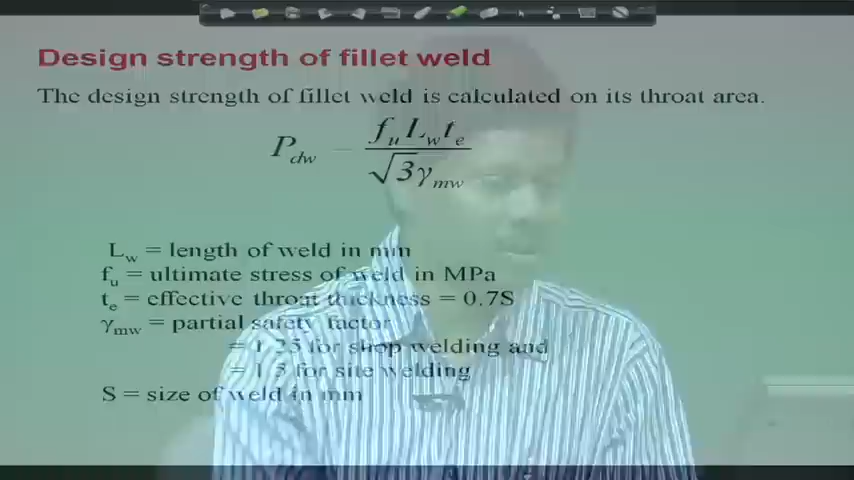 Design strength of fillet weld
The design strength of fillet weld is calculated on its throat area.
P_dw = f_u L_w t_e / √3 γ_mw
L_w = length of weld in mm
f_u = ultimate stress of weld in MPa
t_e = effective throat thickness = 0.7S
γ_mw = partial safety factor
= 1.25 for shop welding and
= 1.5 for site welding
S = size of weld in mm